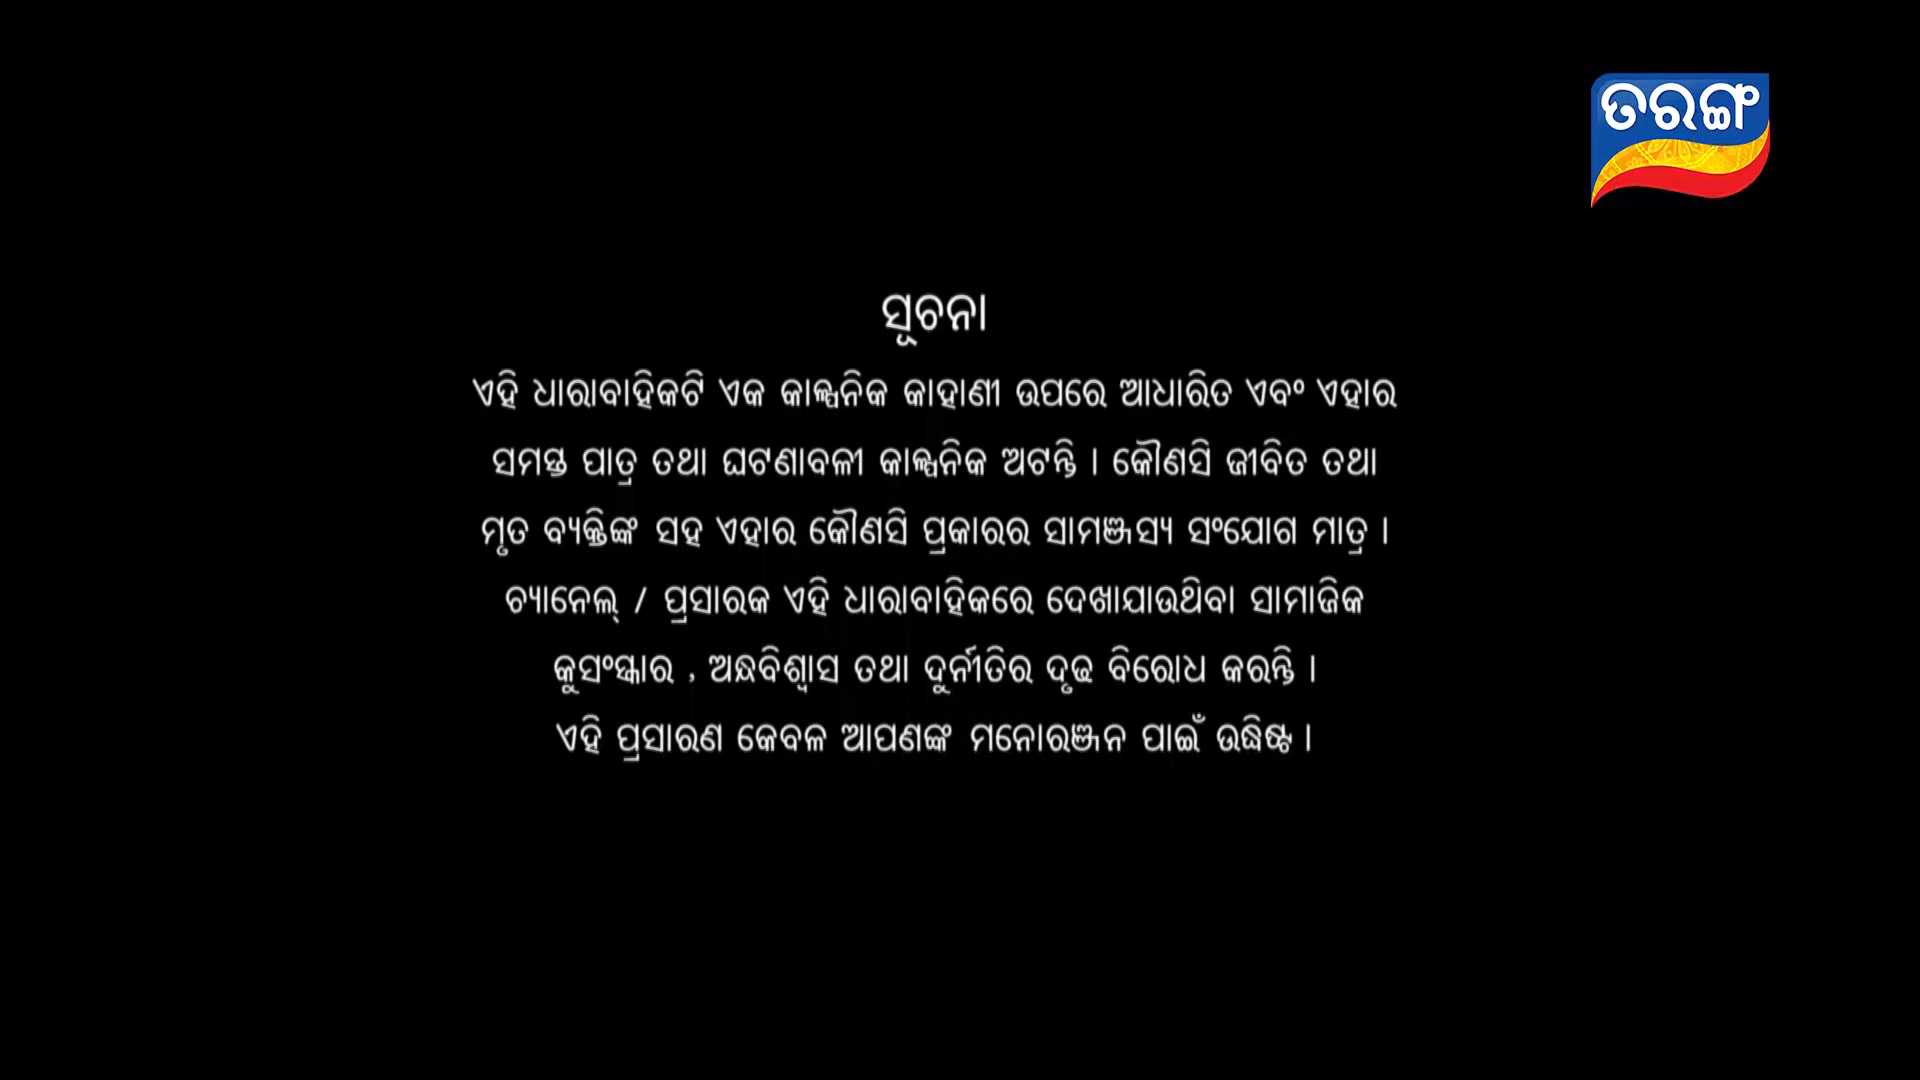 ତରଙ୍ଗ
ସୂଚନା
ଏହି ଧାରାବାହିକଟି ଏକ କାଳ୍ପନିକ କାହାଣୀ ଉପରେ ଆଧାରିତ ଏବଂ ଏହାର
ସମସ୍ତ ପାତ୍ର ତଥା ଘଟଣାବଳୀ କାଳ୍ପନିକ ଅଟନ୍ତି । କୌଣସି ଜୀବିତ ତଥା
ମୃତ ବ୍ୟକ୍ତିଙ୍କ ସହ ଏହାର କୌଣସି ପ୍ରକାରର ସାମଞ୍ଜସ୍ୟ ସଂଯୋଗ ମାତ୍ର ।
ଚ୍ୟାନେଲ୍ / ପ୍ରସାରକ ଏହି ଧାରାବାହିକରେ ଦେଖାଯାଉଥିବା ସାମାଜିକ
କୁସଂସ୍କାର , ଅନ୍ଧବିଶ୍ୱାସ ତଥା ଦୁର୍ନୀତିର ଦୃଢ ବିରୋଧ କରନ୍ତି ।
ଏହି ପ୍ରସାରଣ କେବଳ ଆପଣଙ୍କ ମନୋରଞ୍ଜନ ପାଇଁ ଉଦ୍ଧିଷ୍ଟ ।